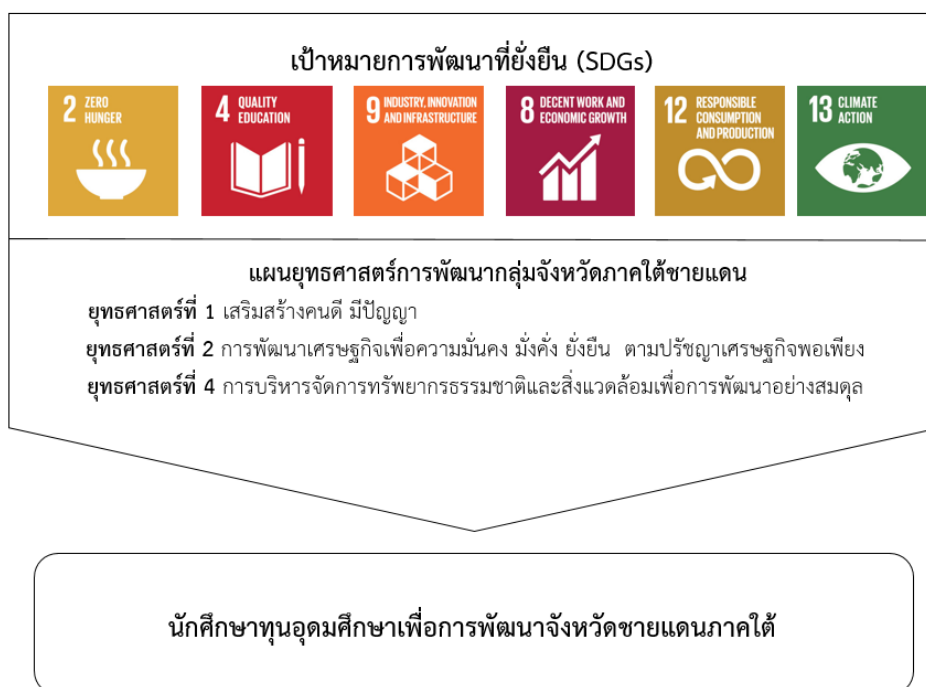 เป้าหมายการพัฒนาที่ยั่งยืน (SDGs)
2 ZERO
HUNGER
4 QUALITY
EDUCATION
9 INDUSTRY, INNOVATION
AND INFRASTRUCTURE
8 DECENT WORK AND
ECONOMIC GROWTH
12 RESPONSIBLE
CONSUMPTION
AND PRODUCTION
13 CLIMATE
ACTION
แผนยุทธศาสตร์การพัฒนากลุ่มจังหวัดภาคใต้ชายแดน
ยุทธศาสตร์ที่ 1 เสริมสร้างคนดี มีปัญญา
ยุทธศาสตร์ที่ 2 การพัฒนาเศรษฐกิจเพื่อความมั่นคง มั่งคั่ง ยั่งยืน ตามปรัชญาเศรษฐกิจพอเพียง
ยุทธศาสตร์ที่ 4 การบริหารจัดการทรัพยากรธรรมชาติและสิ่งแวดล้อมเพื่อการพัฒนาอย่างสมดุล
นักศึกษาทุนอุดมศึกษาเพื่อการพัฒนาจังหวัดชายแดนภาคใต้